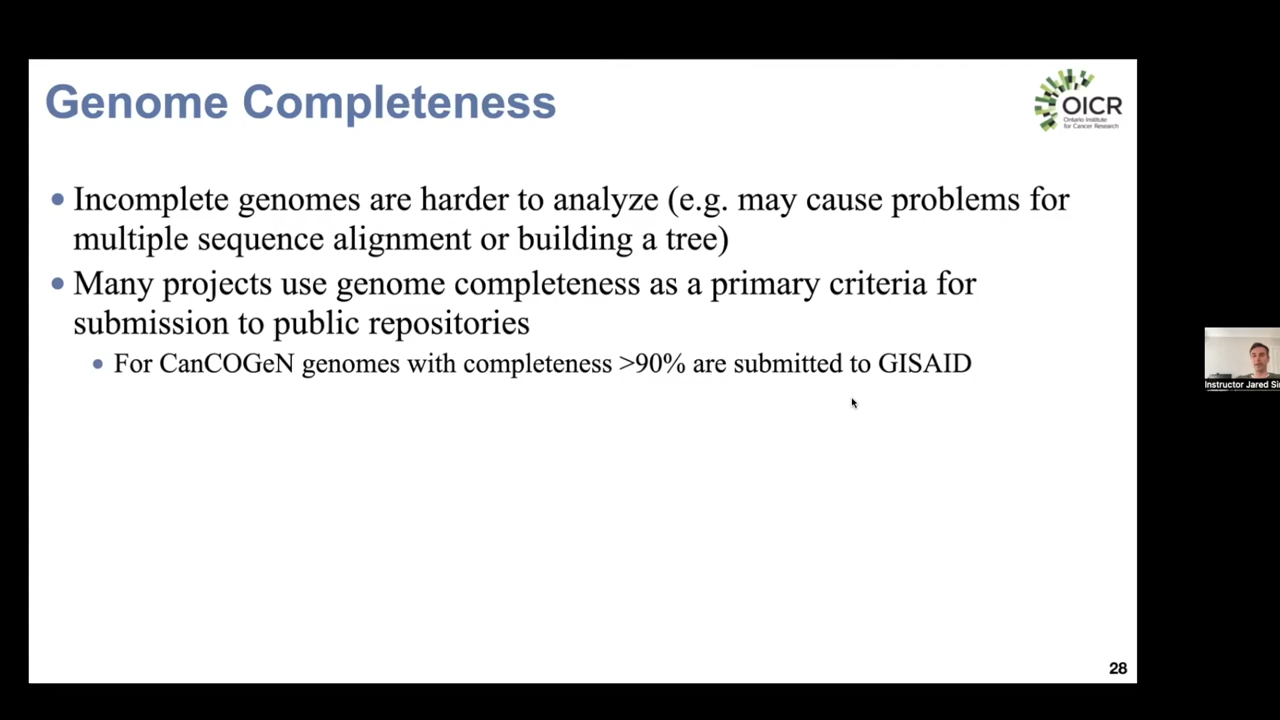 Genome Completeness
OICR
Ontario Institute
for Cancer Research
• Incomplete genomes are harder to analyze (e.g. may cause problems for
multiple sequence alignment or building a tree)
• Many projects use genome completeness as a primary criteria for
submission to public repositories
• For CanCOGeN genomes with completeness >90% are submitted to GISAID
Instructor Jared Si
28